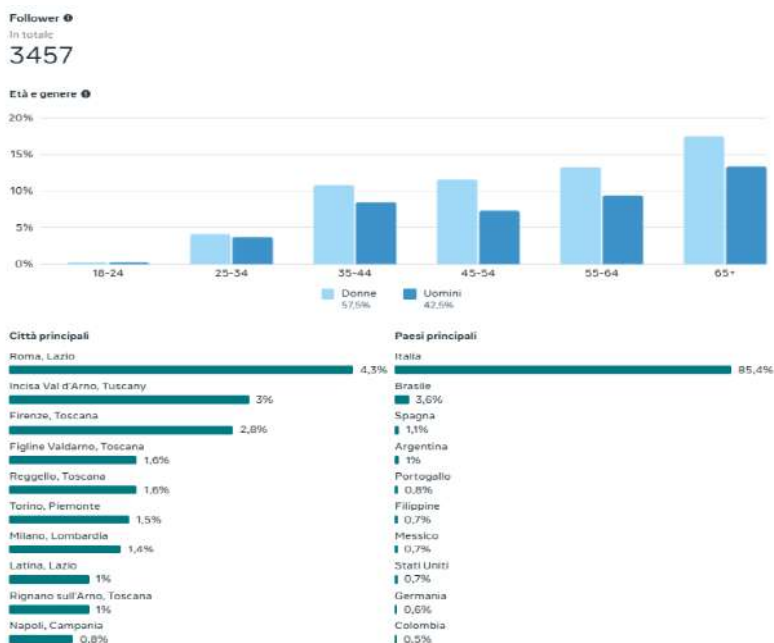 Follower
In totale
3457
Età e genere
20%
15%
10%
5%
0%
18-24 25-34 35-44 45-54 55-64 65+
Donne
57,5%
Uomini
42,5%
Città principali
Roma, Lazio
4,3%
Incisa Val d'Arno, Tuscany
3%
Firenze, Toscana
2,8%
Figline Valdarno, Toscana
1,6%
Reggello, Toscana
1,6%
Torino, Piemonte
1,5%
Milano, Lombardia
1,4%
Latina, Lazio
1%
Rignano sull'Arno, Toscana
1%
Napoli, Campania
0,8%
Paesi principali
Italia
85,4%
Brasile
3,6%
Spagna
1,1%
Argentina
1%
Portogallo
0,8%
Filippine
0,7%
Messico
0,7%
Stati Uniti
0,7%
Germania
0,6%
Colombia
0,5%